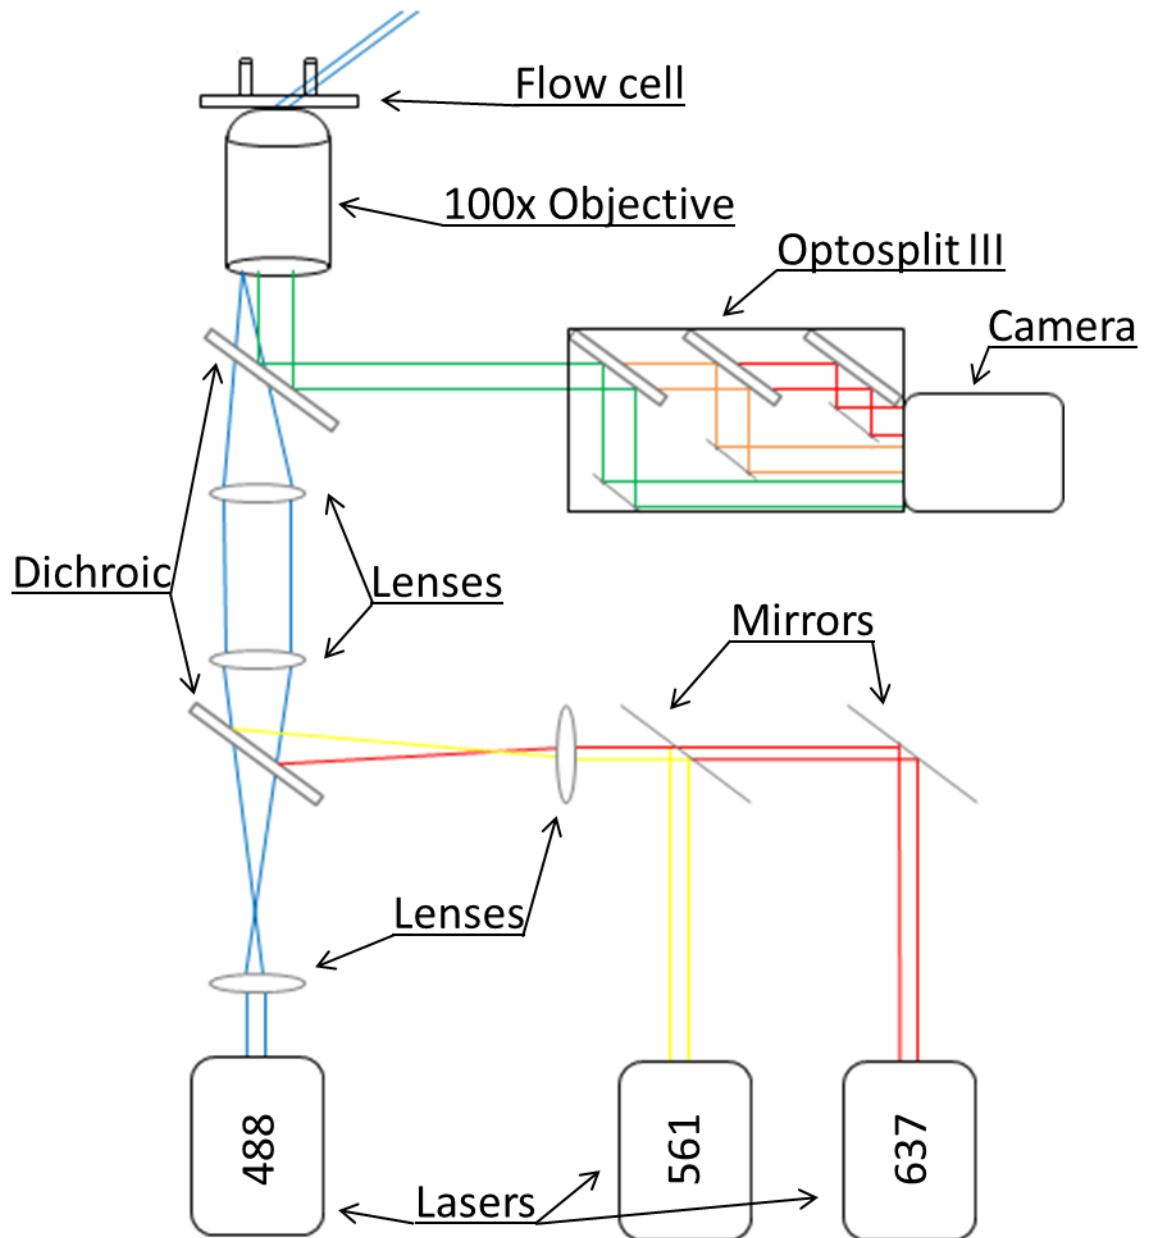 Flow cell
100x Objective
Optosplit III
Camera
Dichroic
Lenses
Mirrors
Lenses
488
561
637
Lasers